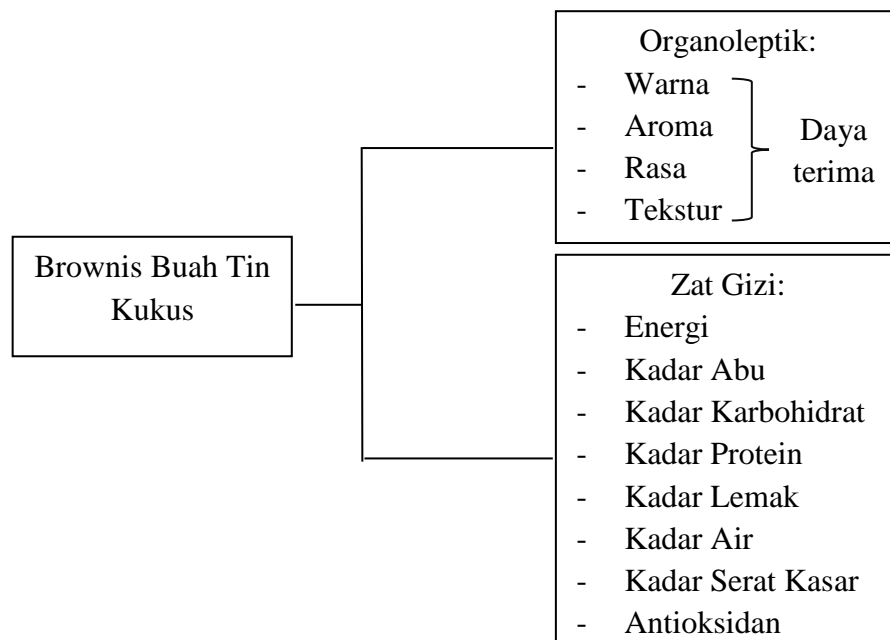 Brownis Buah Tin
Kukus
Organoleptik:
- Warna
- Aroma
- Rasa
- Tekstur
Daya
terima
Zat Gizi:
- Energi
- Kadar Abu
- Kadar Karbohidrat
- Kadar Protein
- Kadar Lemak
- Kadar Air
- Kadar Serat Kasar
- Antioksidan